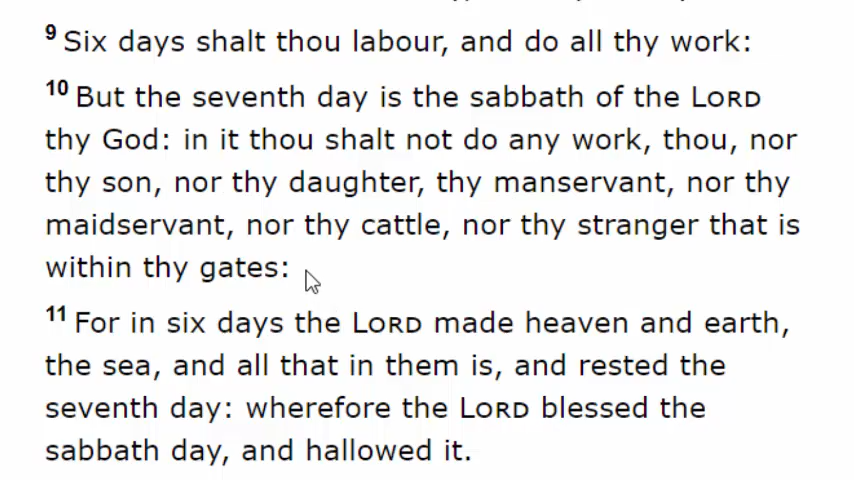 9 Six days shalt thou labour, and do all thy work:
10 But the seventh day is the sabbath of the LORD
thy God: in it thou shalt not do any work, thou, nor
thy son, nor thy daughter, thy manservant, nor thy
maidservant, nor thy cattle, nor thy stranger that is
within thy gates:
11 For in six days the LORD made heaven and earth,
the sea, and all that in them is, and rested the
seventh day: wherefore the LORD blessed the
sabbath day, and hallowed it.